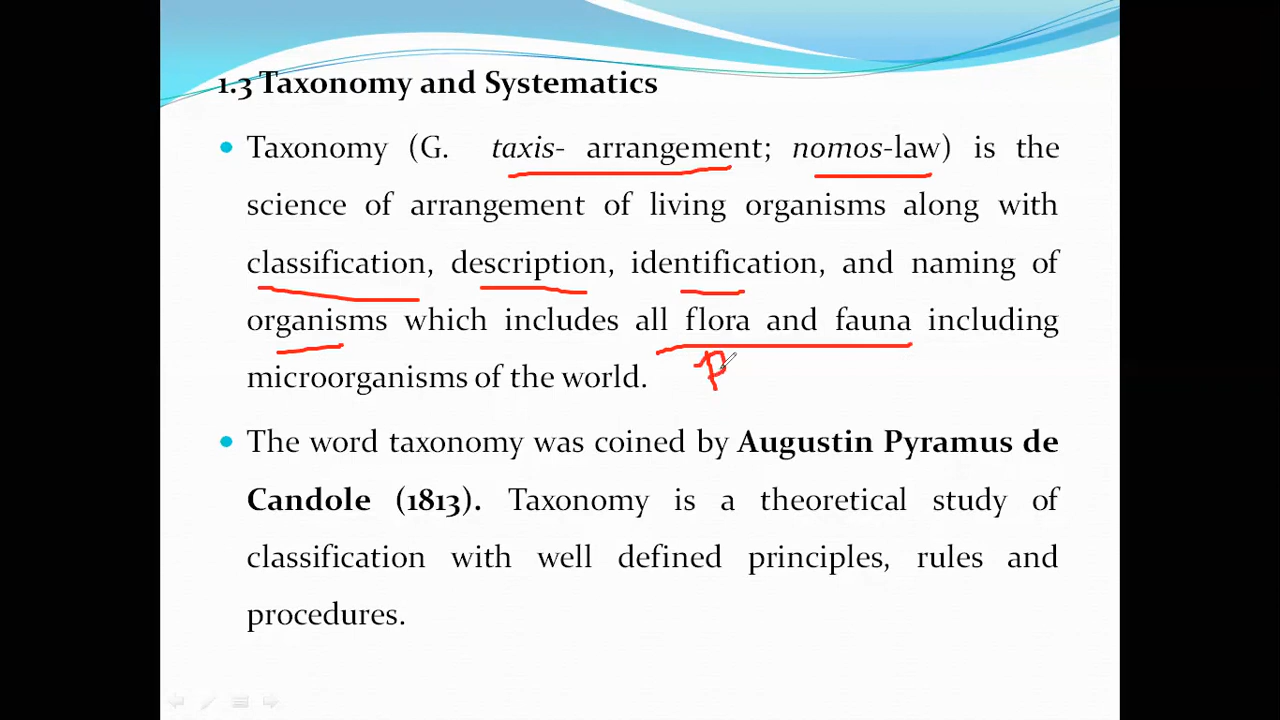 1.3 Taxonomy and Systematics
• Taxonomy (G. taxis- arrangement; nomos-law) is the
science of arrangement of living organisms along with
classification, description, identification, and naming of
organisms which includes all flora and fauna including
microorganisms of the world. P
• The word taxonomy was coined by Augustin Pyramus de
Candole (1813). Taxonomy is a theoretical study of
classification with well defined principles, rules and
procedures.